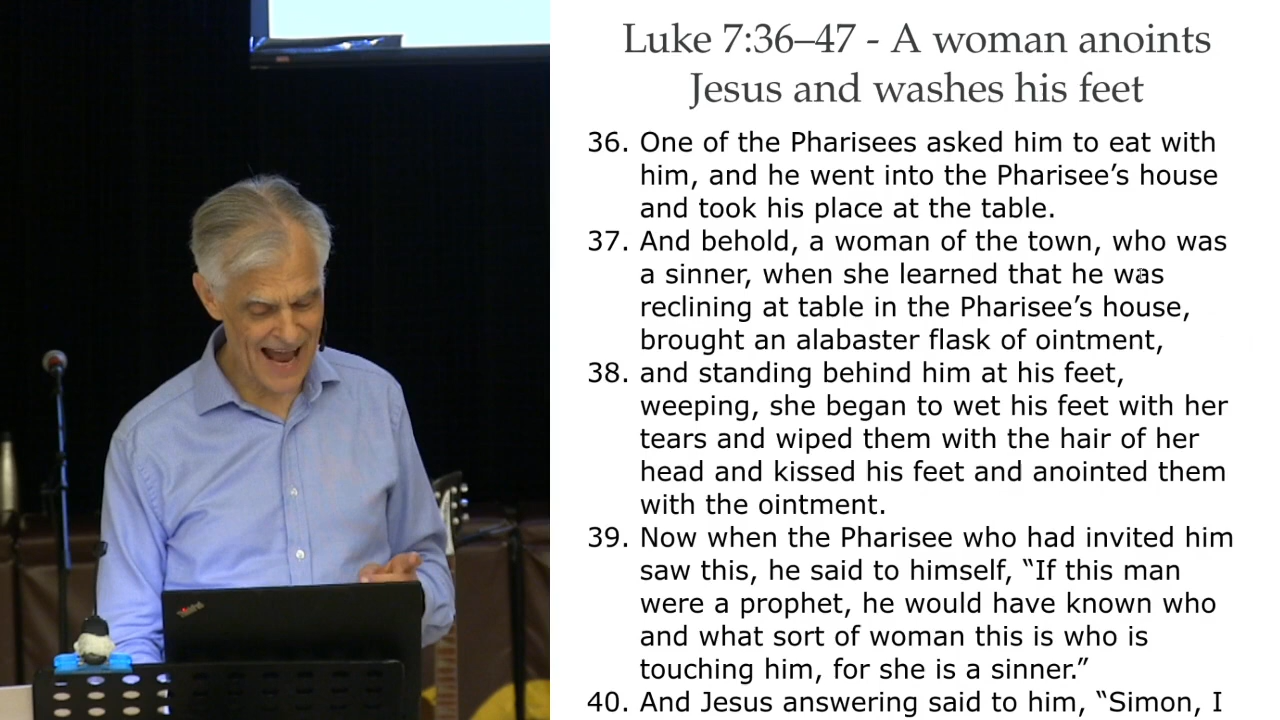 Luke 7:36–47 - A woman anoints
Jesus and washes his feet
36. One of the Pharisees asked him to eat with
him, and he went into the Pharisee’s house
and took his place at the table.
37. And behold, a woman of the town, who was
a sinner, when she learned that he was
reclining at table in the Pharisee’s house,
brought an alabaster flask of ointment,
38. and standing behind him at his feet,
weeping, she began to wet his feet with her
tears and wiped them with the hair of her
head and kissed his feet and anointed them
with the ointment.
39. Now when the Pharisee who had invited him
saw this, he said to himself, “If this man
were a prophet, he would have known who
and what sort of woman this is who is
touching him, for she is a sinner.”
40. And Jesus answering said to him, “Simon, I
ThinkPad